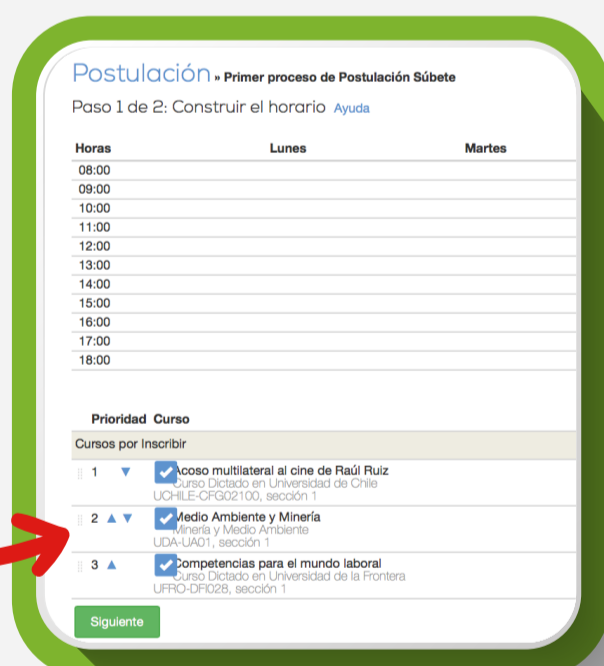 Postulación » Primer proceso de Postulación Súbete
Paso 1 de 2: Construir el horario Ayuda
Horas Lunes Martes
08:00
09:00
10:00
11:00
12:00
13:00
14:00
15:00
16:00
17:00
18:00
Prioridad Curso
Cursos por Inscribir
1 Acoso multilateral al cine de Raúl Ruiz
Curso Dictado en Universidad de Chile
UCHILE-CFG02100, sección 1
2 Medio Ambiente y Minería
Minería y Medio Ambiente
UDA-UA01, sección 1
3 Competencias para el mundo laboral
Curso Dictado en Universidad de la Frontera
UFRO-DFI028, sección 1
Siguiente